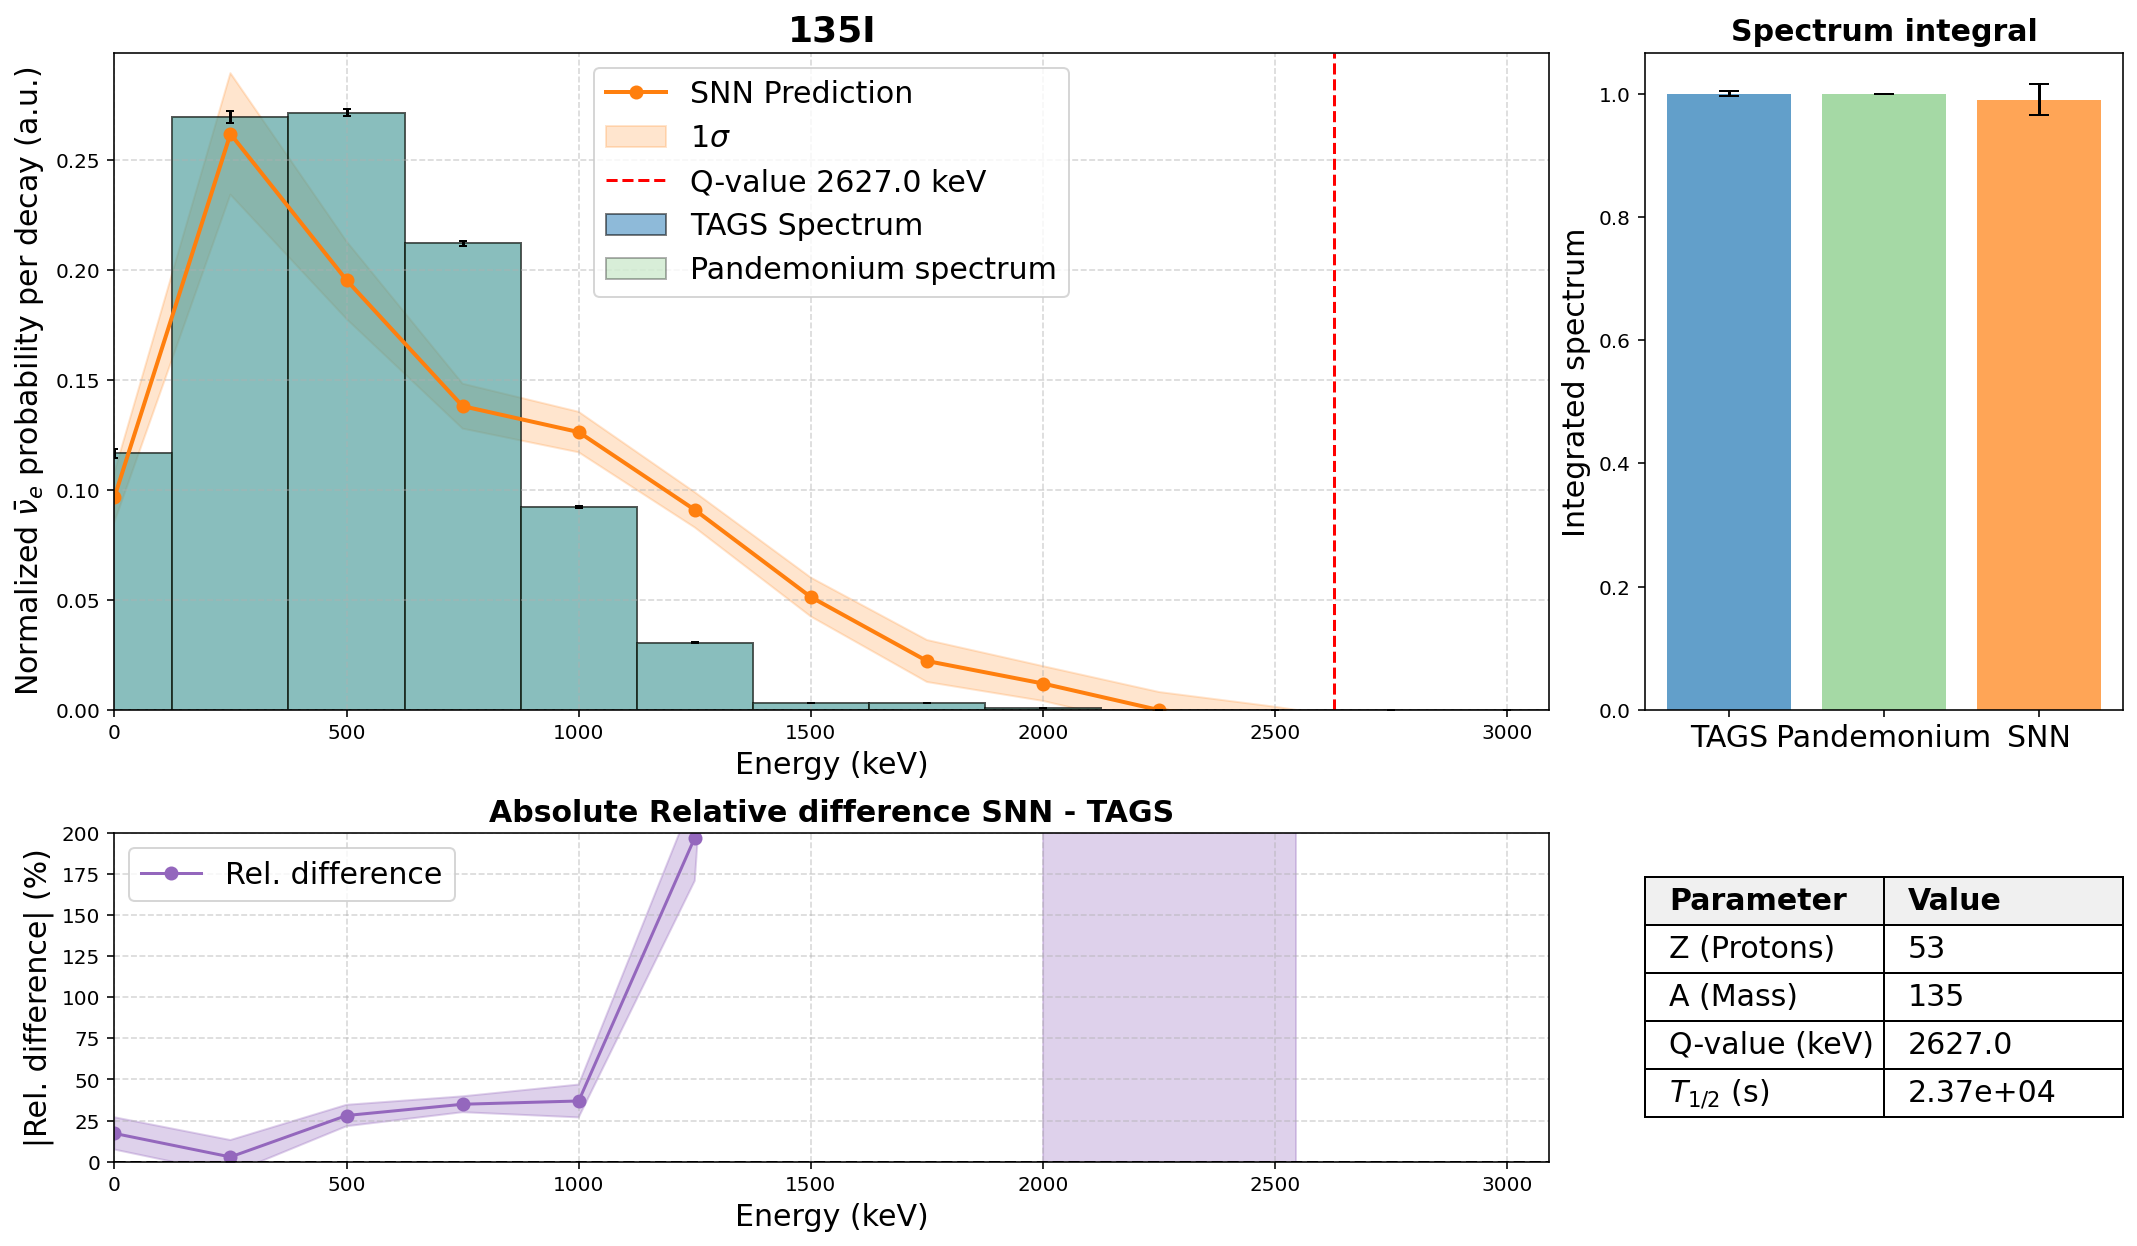 135I
Normalized ν̄e probability per decay (a.u.)
0.25
0.20
0.15
0.10
0.05
0.00
SNN Prediction
1σ
Q-value 2627.0 keV
TAGS Spectrum
Pandemonium spectrum
0 500 1000 1500 2000 2500 3000
Energy (keV)
Spectrum integral
Integrated spectrum
1.0
0.8
0.6
0.4
0.2
0.0
TAGS Pandemonium SNN
Absolute Relative difference SNN - TAGS
|Rel. difference| (%)
200
175
150
125
100
75
50
25
0
Rel. difference
0 500 1000 1500 2000 2500 3000
Energy (keV)
Parameter Value
Z (Protons) 53
A (Mass) 135
Q-value (keV) 2627.0
T1/2 (s) 2.37e+04